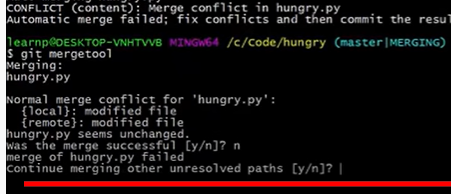 CONFLICT (content): Merge conflict in hungry.py
Automatic merge failed; fix conflicts and then commit the resul
learnp@DESKTOP-VNHTVVB MINGW64 /c/Code/hungry (master|MERGING)
$ git mergetool
Merging:
hungry.py
Normal merge conflict for 'hungry.py':
{local}: modified file
{remote}: modified file
hungry.py seems unchanged.
Was the merge successful [y/n]? n
merge of hungry.py failed
Continue merging other unresolved paths [y/n]?